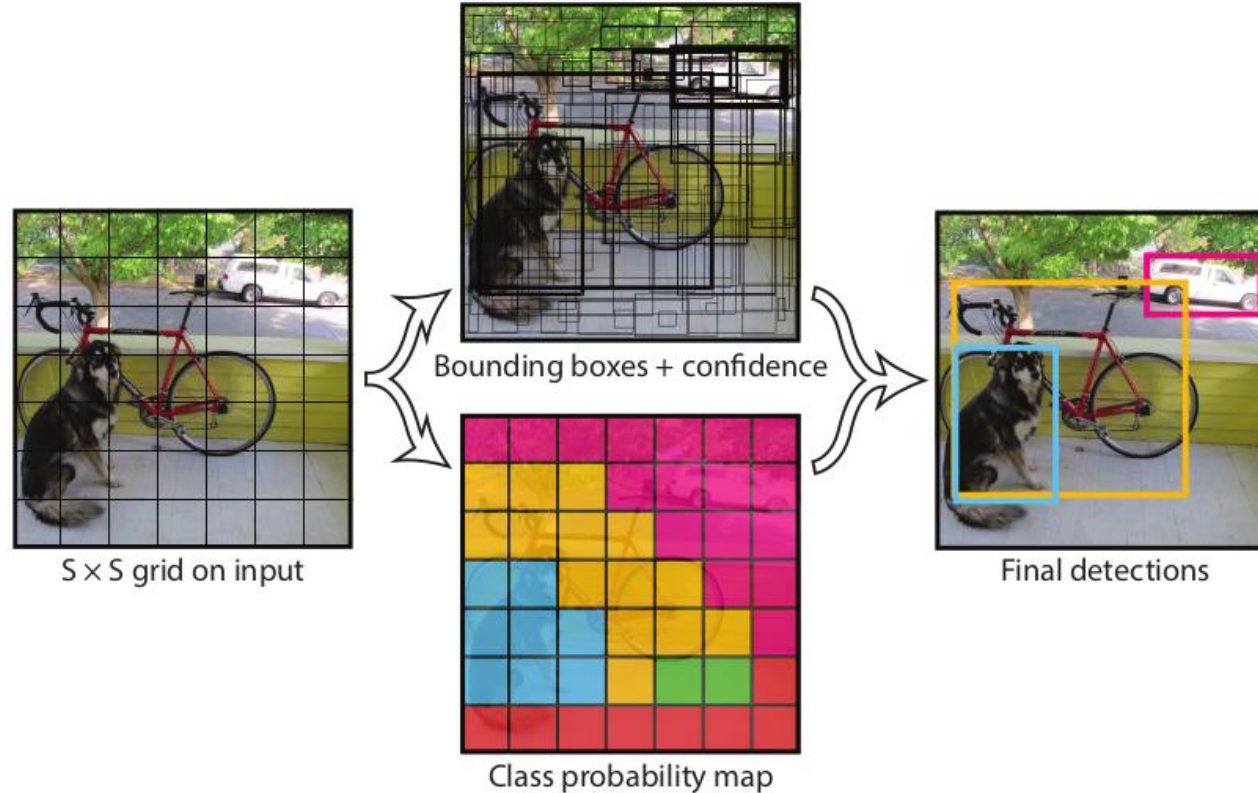 Bounding boxes + confidence
S × S grid on input
Final detections
Class probability map